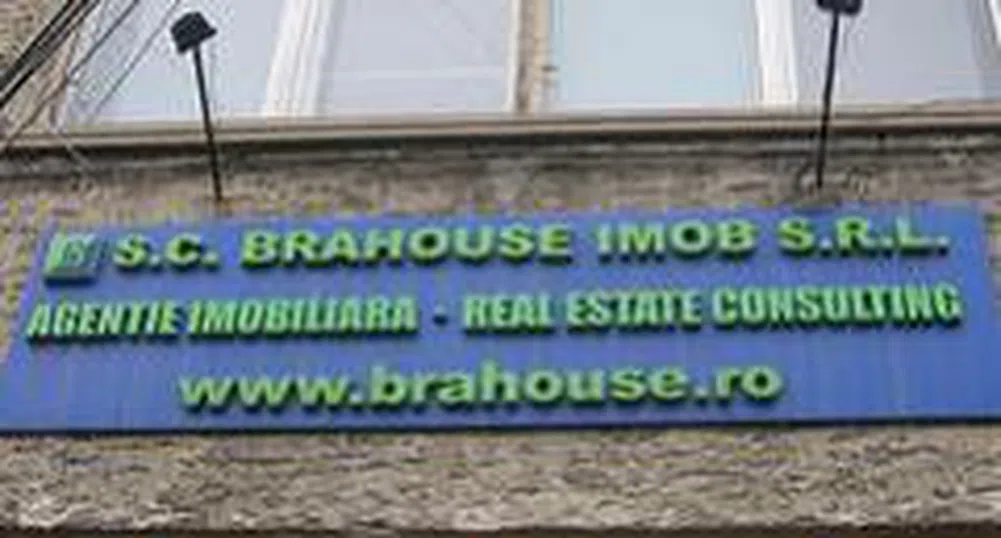 S.C. BRAHOUSE IMOB S.R.L.
AGENTIE IMOBILIARA - REAL ESTATE CONSULTING
www.brahouse.ro